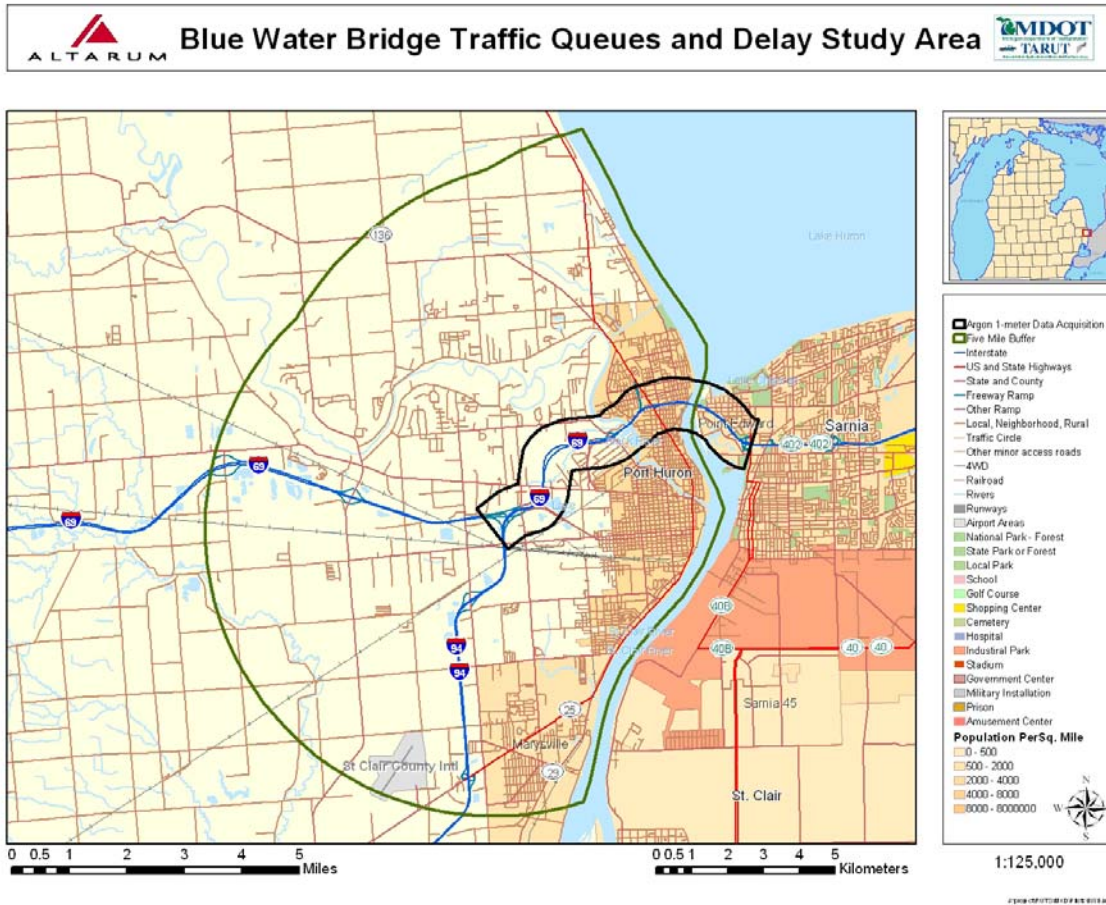 ALTARUM
Blue Water Bridge Traffic Queues and Delay Study Area
MDOT
TARUT
136
Lake Huron
Point Edward
Sarnia
69
402
402
Port Huron
69
69
69
94
94
40B
40B
40
40
25
Sarnia 45
Marysville
29
St Clair County Intl
St. Clair
Argon 1-meter Data Acquisition
Five Mile Buffer
Interstate
US and State Highways
State and County
Freeway Ramp
Other Ramp
Local, Neighborhood, Rural
Traffic Circle
Other minor access roads
4WD
Railroad
Rivers
Runways
Airport Areas
National Park - Forest
State Park or Forest
Local Park
School
Golf Course
Shopping Center
Cemetery
Hospital
Industrial Park
Stadium
Government Center
Military Installation
Prison
Amusement Center
Population PerSq. Mile
0 - 500
500 - 2000
2000 - 4000
4000 - 8000
8000 - 8000000
N
W
E
S
0 0.5 1 2 3 4 5
Miles
0 0.5 1 2 3 4 5
Kilometers
1:125,000